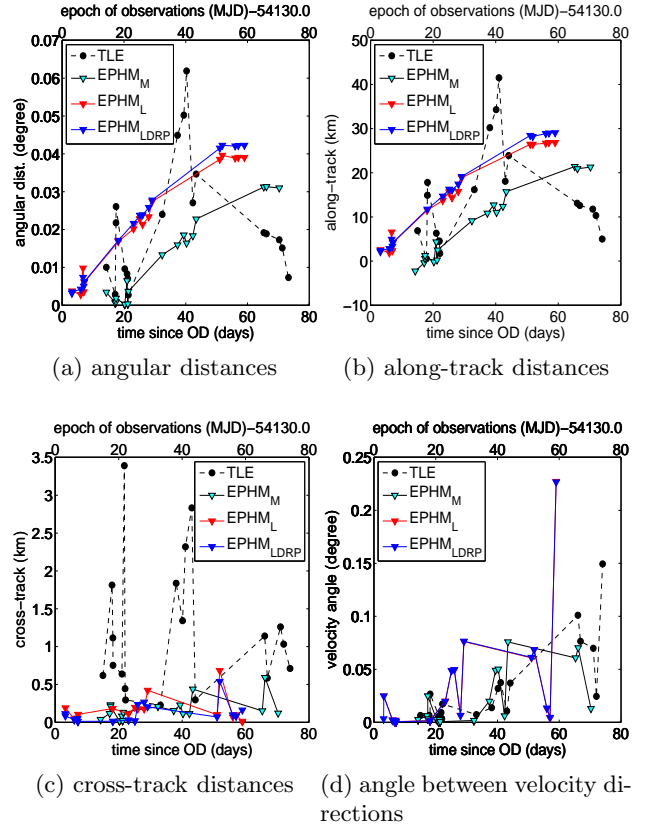 epoch of observations (MJD)−54130.0
0 20 40 60 80
0.07
0.06
0.05
0.04
0.03
0.02
0.01
0
angular dist. (degree)
TLE
EPHM_M
EPHM_L
EPHM_LDRP
0 20 40 60 80
time since OD (days)
(a) angular distances
epoch of observations (MJD)−54130.0
0 20 40 60 80
50
40
30
20
10
0
−10
along−track (km)
TLE
EPHM_M
EPHM_L
EPHM_LDRP
0 20 40 60 80
time since OD (days)
(b) along-track distances
epoch of observations (MJD)−54130.0
0 20 40 60 80
3.5
3
2.5
2
1.5
1
0.5
0
cross−track (km)
TLE
EPHM_M
EPHM_L
EPHM_LDRP
0 20 40 60 80
time since OD (days)
(c) cross-track distances
epoch of observations (MJD)−54130.0
0 20 40 60 80
0.25
0.2
0.15
0.1
0.05
0
velocity angle (degree)
TLE
EPHM_M
EPHM_L
EPHM_LDRP
0 20 40 60 80
time since OD (days)
(d) angle between velocity di-
rections